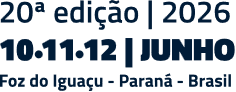 20ª edição | 2026
10.11.12 | JUNHO
Foz do Iguaçu - Paraná - Brasil